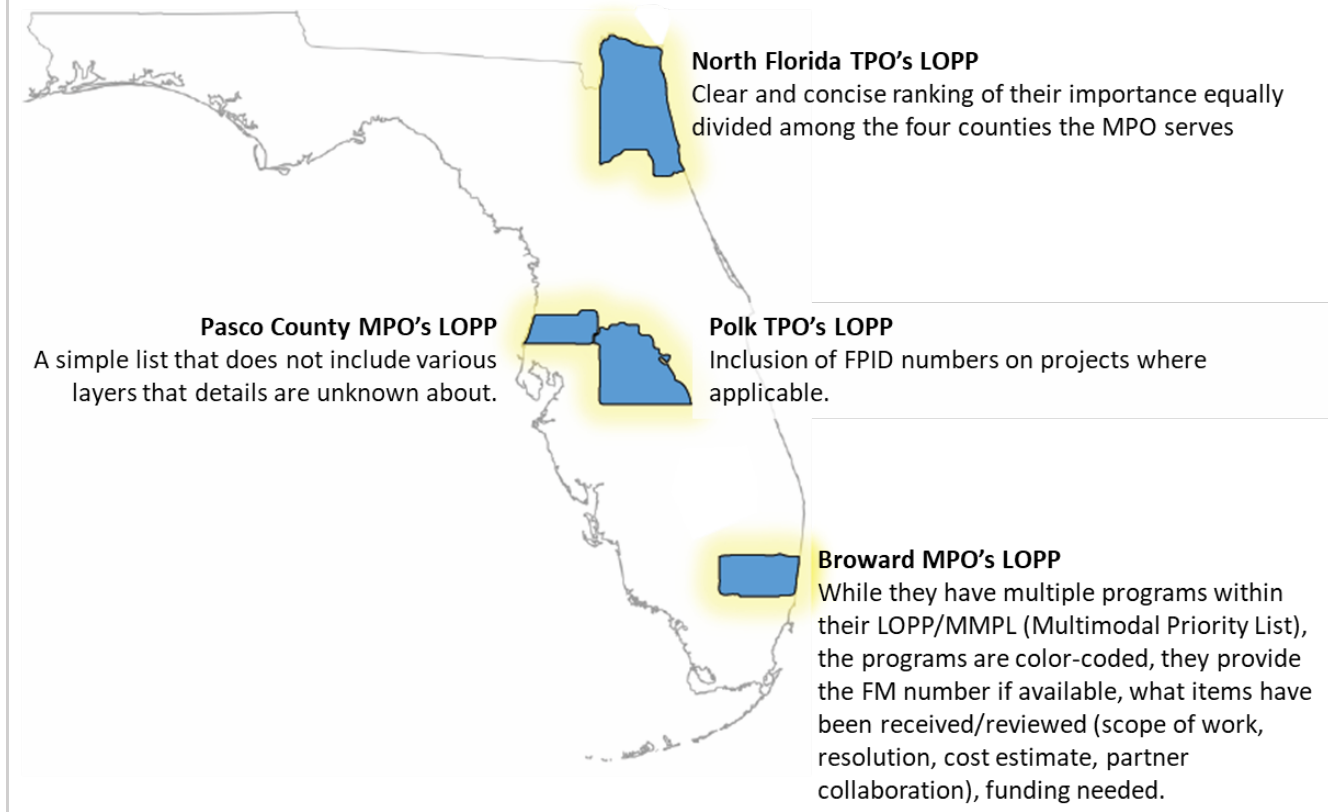 North Florida TPO's LOPP
Clear and concise ranking of their importance equally
divided among the four counties the MPO serves
Pasco County MPO's LOPP
A simple list that does not include various
layers that details are unknown about.
Polk TPO's LOPP
Inclusion of FPID numbers on projects where
applicable.
Broward MPO's LOPP
While they have multiple programs within
their LOPP/MMPL (Multimodal Priority List),
the programs are color-coded, they provide
the FM number if available, what items have
been received/reviewed (scope of work,
resolution, cost estimate, partner
collaboration), funding needed.